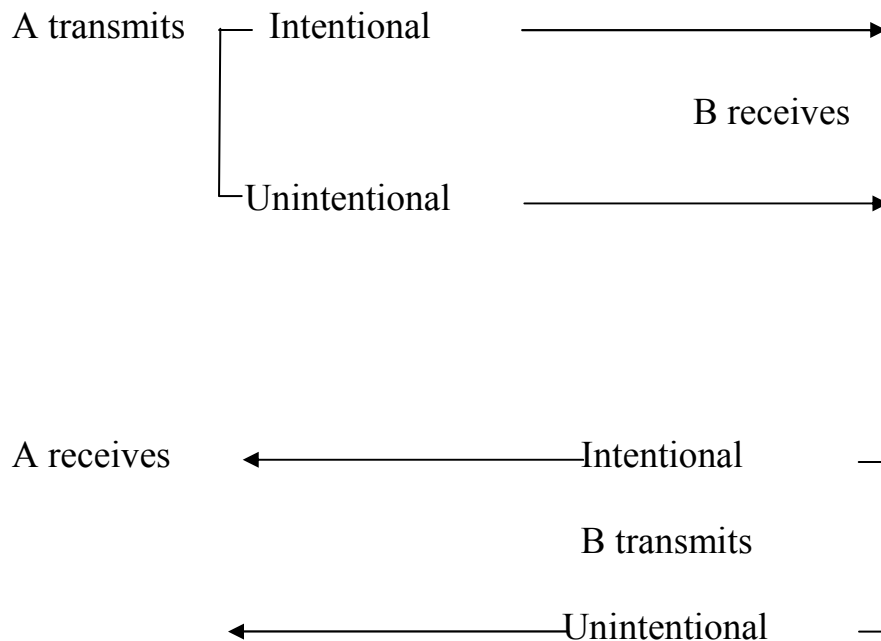 A transmits Intentional
B receives
Unintentional
A receives Intentional
B transmits
Unintentional